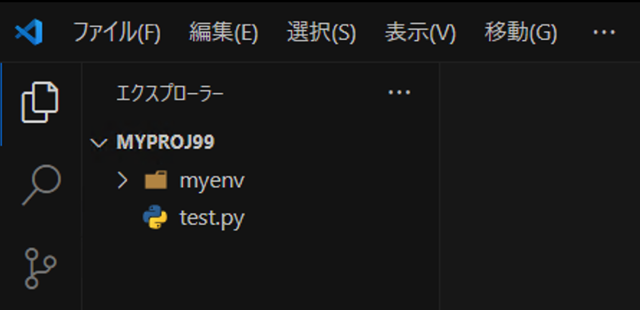 ファイル(F) 編集(E) 選択(S) 表示(V) 移動(G) ···
エクスプローラー ···
MYPROJ99
myenv
test.py